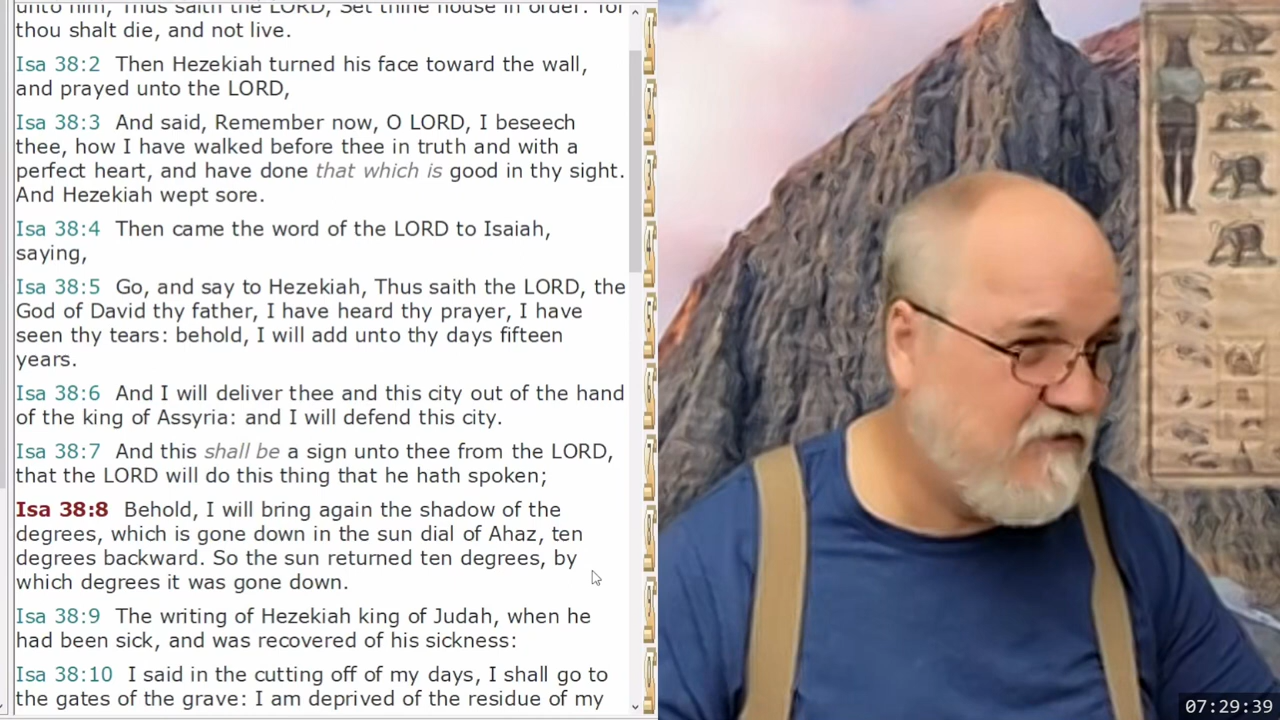 unto him, Thus saith the LORD, Set thine house in order: for
thou shalt die, and not live.
Isa 38:2 Then Hezekiah turned his face toward the wall,
and prayed unto the LORD,
Isa 38:3 And said, Remember now, O LORD, I beseech
thee, how I have walked before thee in truth and with a
perfect heart, and have done that which is good in thy sight.
And Hezekiah wept sore.
Isa 38:4 Then came the word of the LORD to Isaiah,
saying,
Isa 38:5 Go, and say to Hezekiah, Thus saith the LORD, the
God of David thy father, I have heard thy prayer, I have
seen thy tears: behold, I will add unto thy days fifteen
years.
Isa 38:6 And I will deliver thee and this city out of the hand
of the king of Assyria: and I will defend this city.
Isa 38:7 And this shall be a sign unto thee from the LORD,
that the LORD will do this thing that he hath spoken;
Isa 38:8 Behold, I will bring again the shadow of the
degrees, which is gone down in the sun dial of Ahaz, ten
degrees backward. So the sun returned ten degrees, by
which degrees it was gone down.
Isa 38:9 The writing of Hezekiah king of Judah, when he
had been sick, and was recovered of his sickness:
Isa 38:10 I said in the cutting off of my days, I shall go to
the gates of the grave: I am deprived of the residue of my
07:29:39